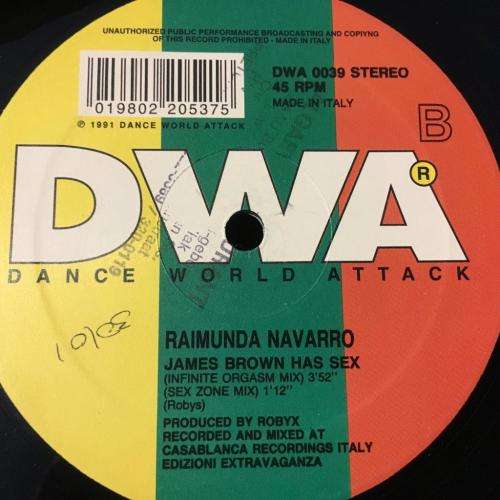 UNAUTHORIZED PUBLIC PERFORMANCE BROADCASTING AND COPIYNG
OF THIS RECORD PROHIBITED - MADE IN ITALY
DWA 0039 STEREO
45 RPM
MADE IN ITALY
019802 205375
℗ 1991 DANCE WORLD ATTACK
B
DWA®
DANCE WORLD ATTACK
RAIMUNDA NAVARRO
JAMES BROWN HAS SEX
(INFINITE ORGASM MIX) 3'52"
(SEX ZONE MIX) 1'12"
(Robys)
PRODUCED BY ROBYX
RECORDED AND MIXED AT
CASABLANCA RECORDINGS ITALY
EDIZIONI EXTRAVAGANZA